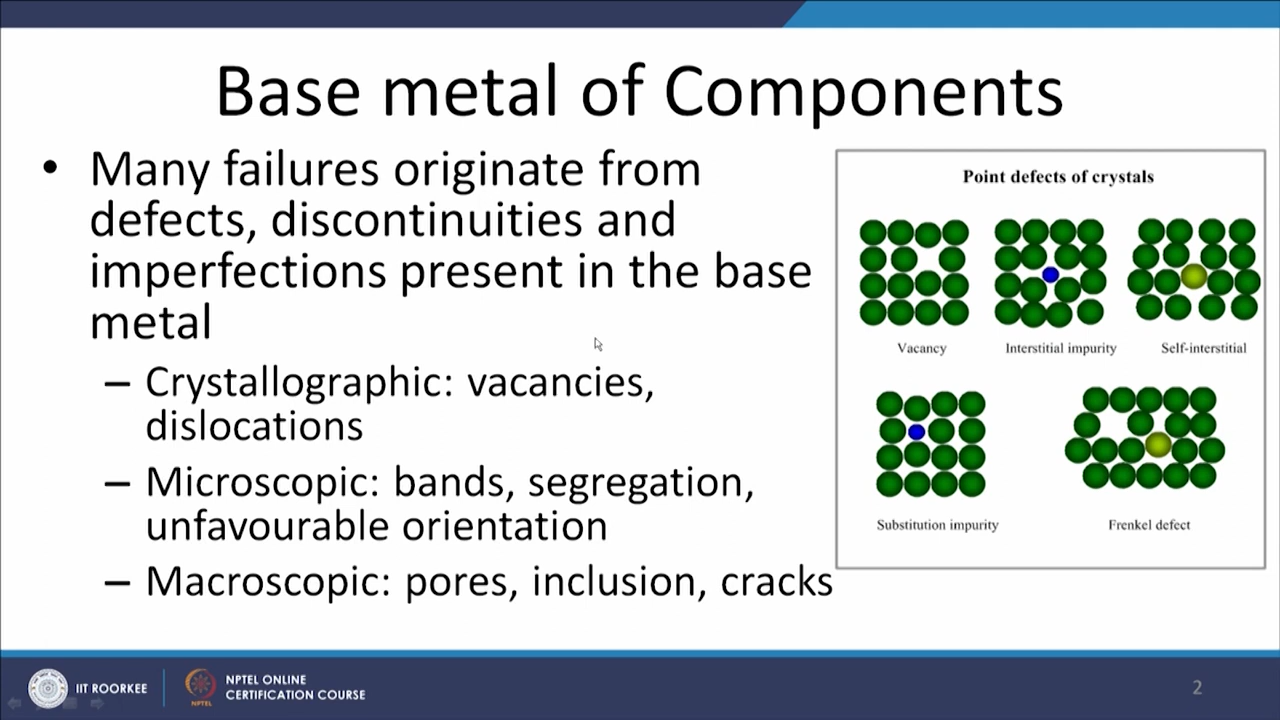 Base metal of Components
• Many failures originate from
defects, discontinuities and
imperfections present in the base
metal
– Crystallographic: vacancies,
dislocations
– Microscopic: bands, segregation,
unfavourable orientation
– Macroscopic: pores, inclusion, cracks
Point defects of crystals
Vacancy
Interstitial impurity
Self-interstitial
Substitution impurity
Frenkel defect
IIT ROORKEE
NPTEL
NPTEL ONLINE
CERTIFICATION COURSE
2